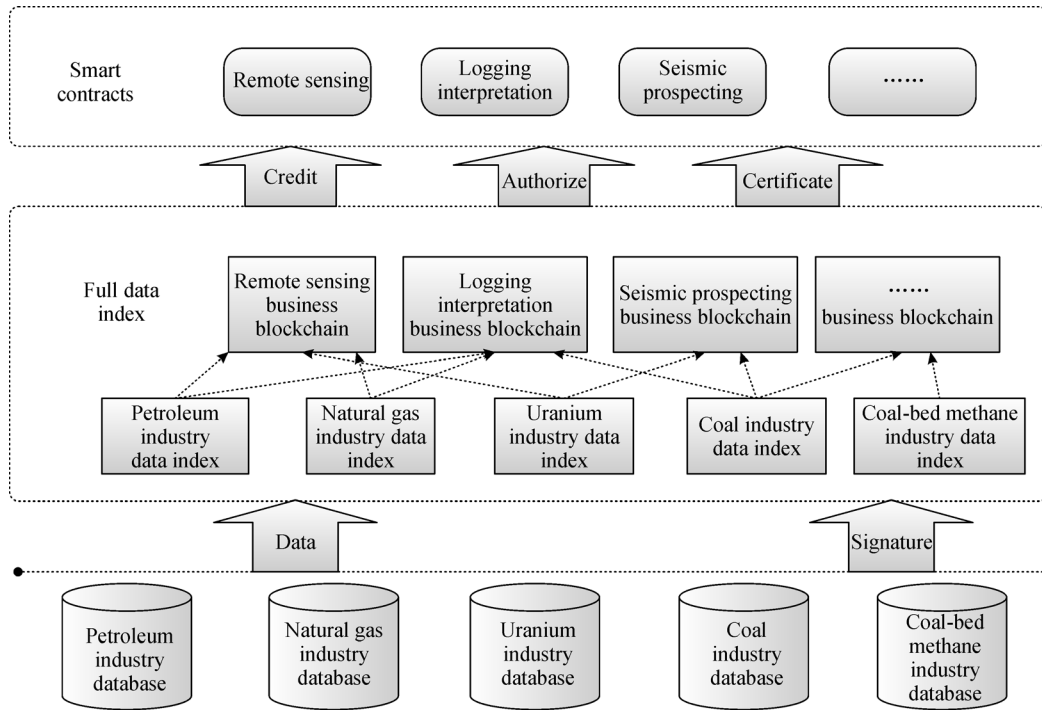 Smart
contracts
Remote sensing
Logging
interpretation
Seismic
prospecting
……
Credit
Authorize
Certificate
Full data
index
Remote sensing
business
blockchain
Logging
interpretation
business blockchain
Seismic prospecting
business blockchain
……
business blockchain
Petroleum
industry
data index
Natural gas
industry data
index
Uranium
industry data
index
Coal industry
data index
Coal-bed methane
industry data
index
Data
Signature
Petroleum
industry
database
Natural gas
industry
database
Uranium
industry
database
Coal
industry
database
Coal-bed
methane
industry
database